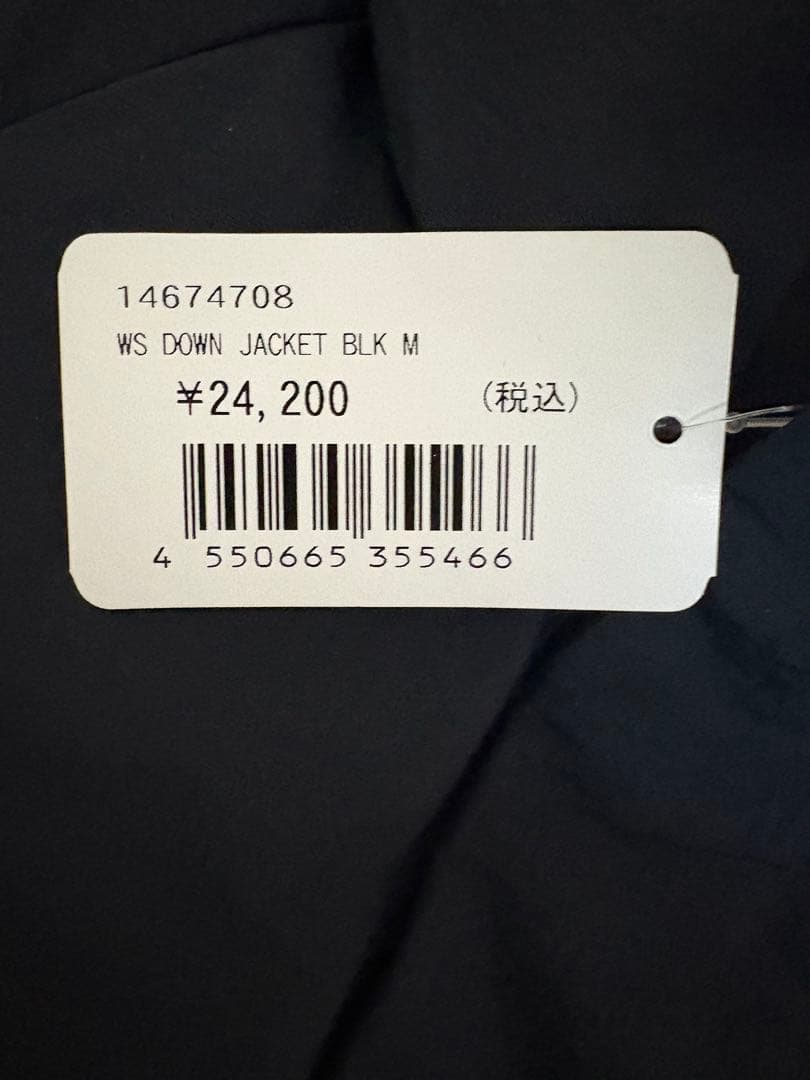 14674708
WS DOWN JACKET BLK M
¥24,200 (税込)
4 550665 355466